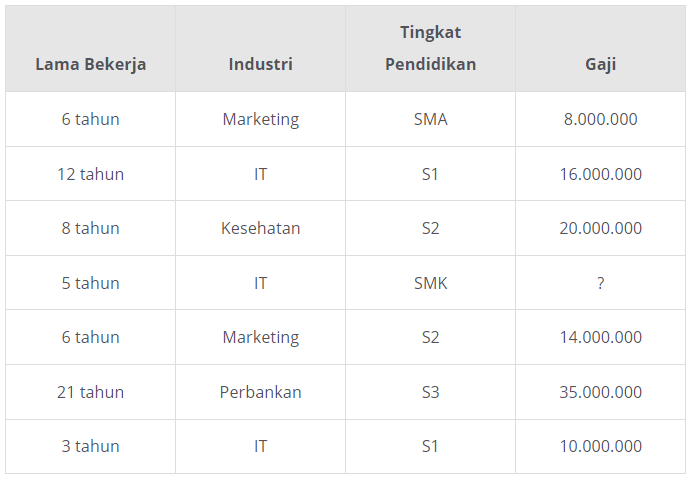 Lama Bekerja Industri Tingkat Pendidikan Gaji
6 tahun Marketing SMA 8.000.000
12 tahun IT S1 16.000.000
8 tahun Kesehatan S2 20.000.000
5 tahun IT SMK ?
6 tahun Marketing S2 14.000.000
21 tahun Perbankan S3 35.000.000
3 tahun IT S1 10.000.000